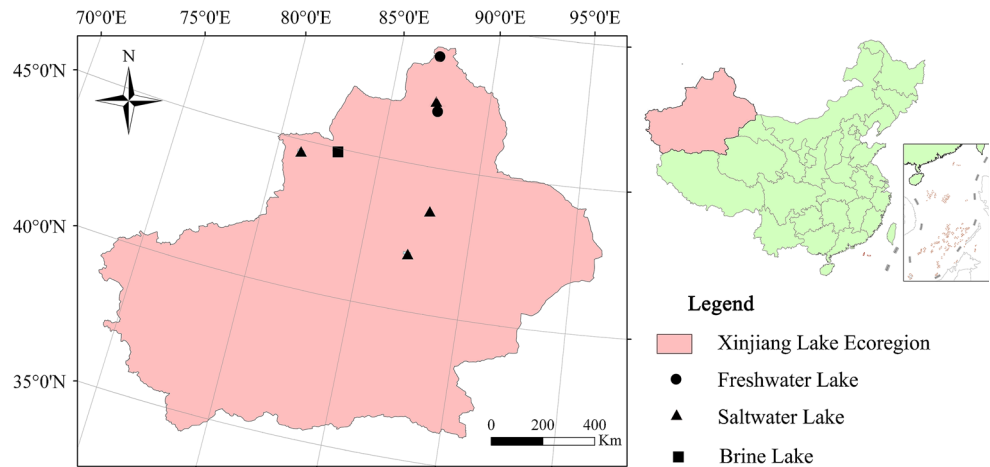 70°0′E 75°0′E 80°0′E 85°0′E 90°0′E 95°0′E
45°0′N
N
40°0′N
35°0′N
0 200 400
Km
Legend
Xinjiang Lake Ecoregion
Freshwater Lake
Saltwater Lake
Brine Lake